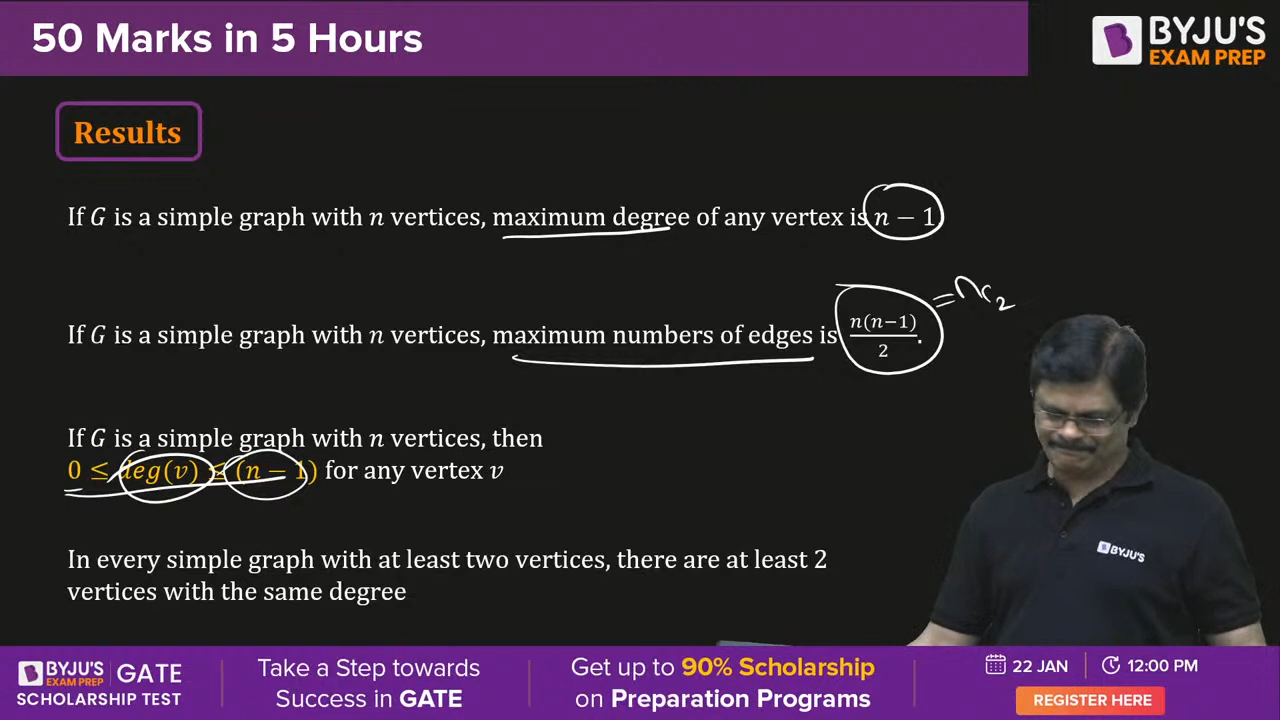 50 Marks in 5 Hours
BYJU'S
EXAM PREP
Results
If G is a simple graph with n vertices, maximum degree of any vertex is n − 1
= nc₂
If G is a simple graph with n vertices, maximum numbers of edges is n(n−1)/2.
If G is a simple graph with n vertices, then
0 ≤ deg(v) ≤ (n − 1) for any vertex v
In every simple graph with at least two vertices, there are at least 2
vertices with the same degree
BYJU'S
BYJU'S EXAM PREP GATE
SCHOLARSHIP TEST
Take a Step towards
Success in GATE
Get up to 90% Scholarship
on Preparation Programs
22 JAN 12:00 PM
REGISTER HERE